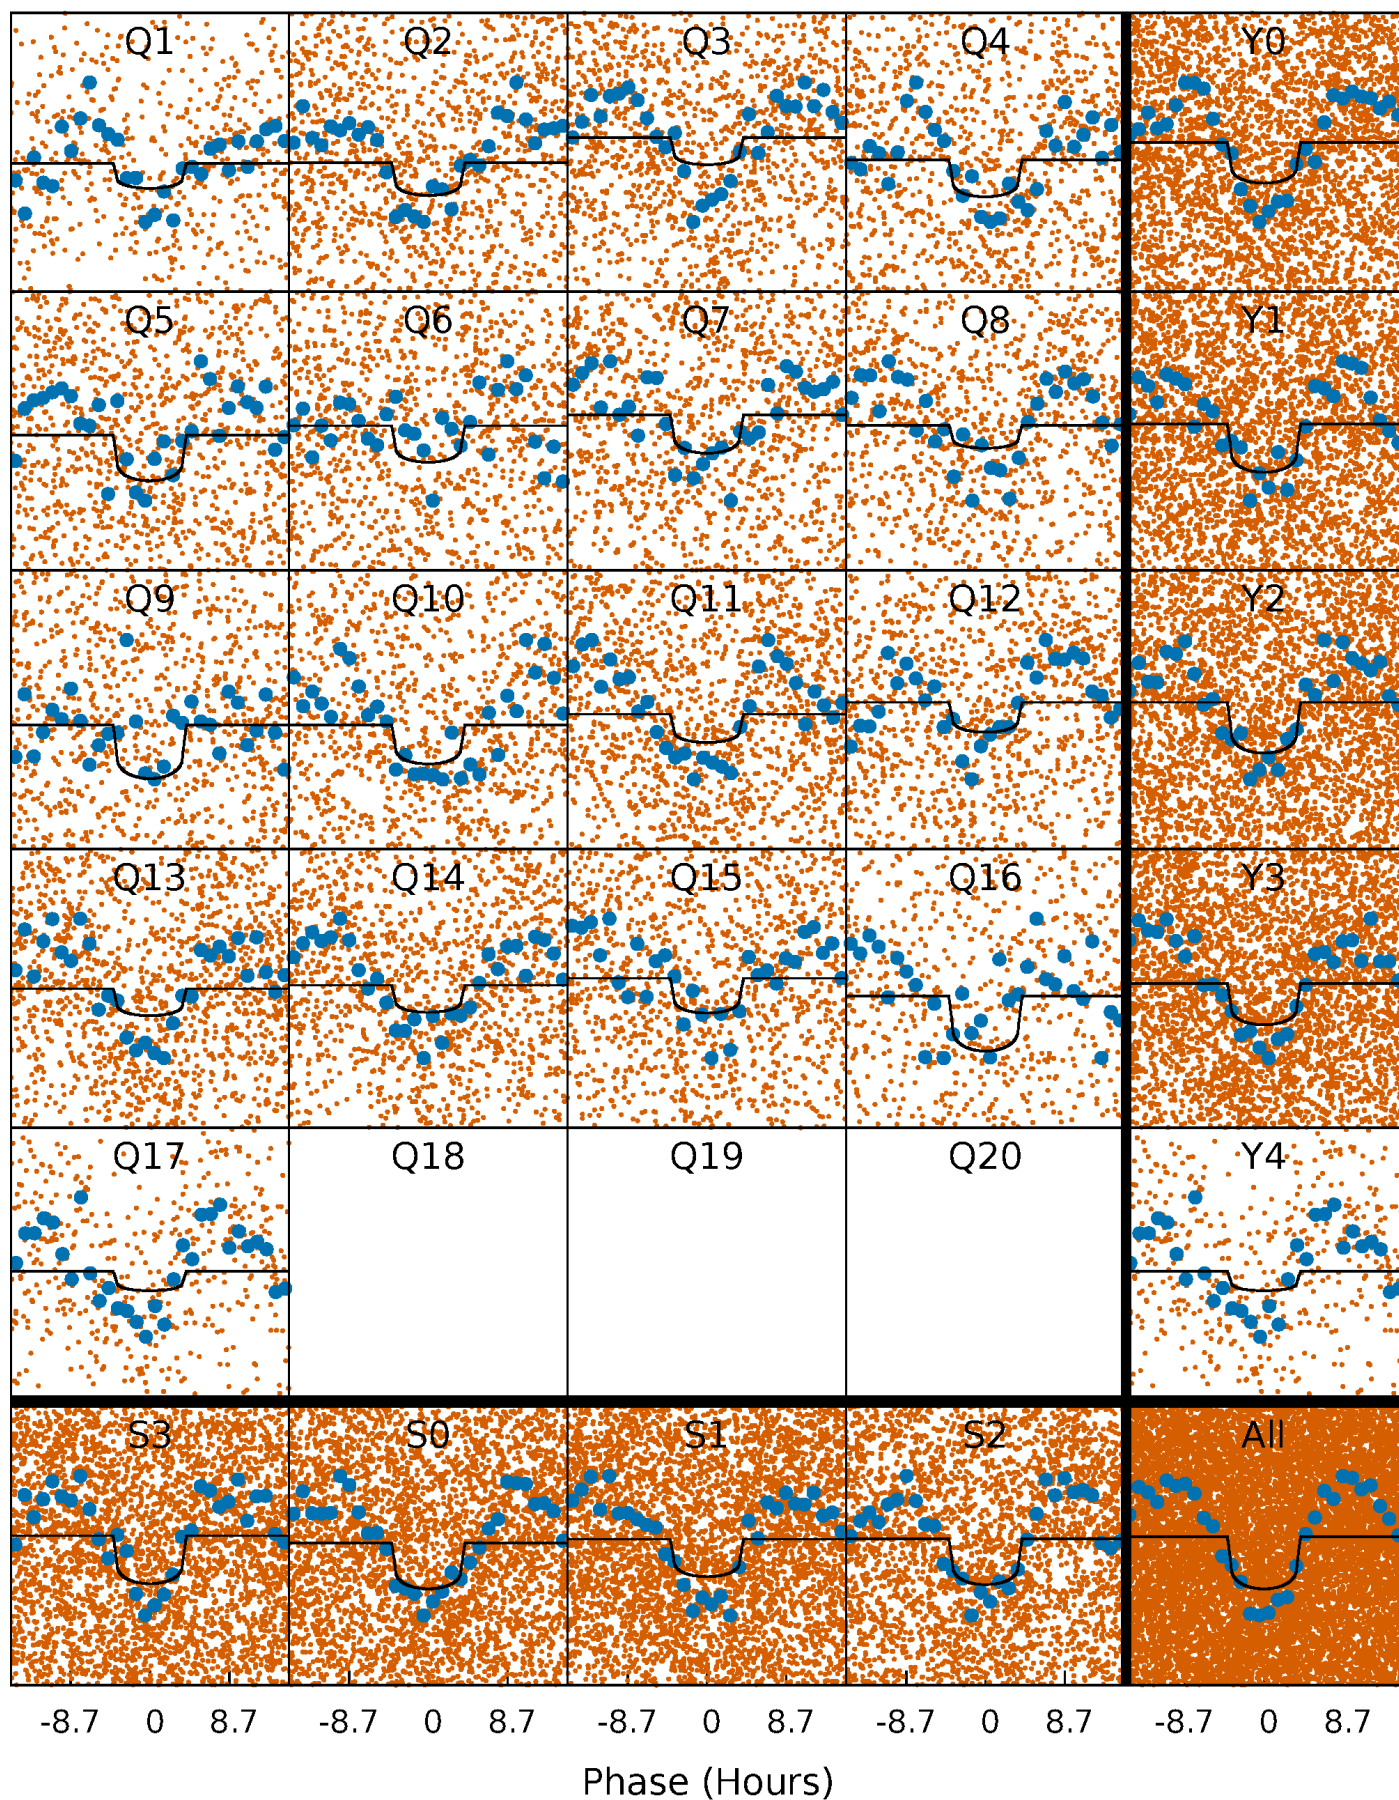 Q1 Q2 Q3 Q4 Y0
Q5 Q6 Q7 Q8 Y1
Q9 Q10 Q11 Q12 Y2
Q13 Q14 Q15 Q16 Y3
Q17 Q18 Q19 Q20 Y4
S3 S0 S1 S2 All
-8.7 0 8.7 -8.7 0 8.7 -8.7 0 8.7 -8.7 0 8.7 -8.7 0 8.7
Phase (Hours)